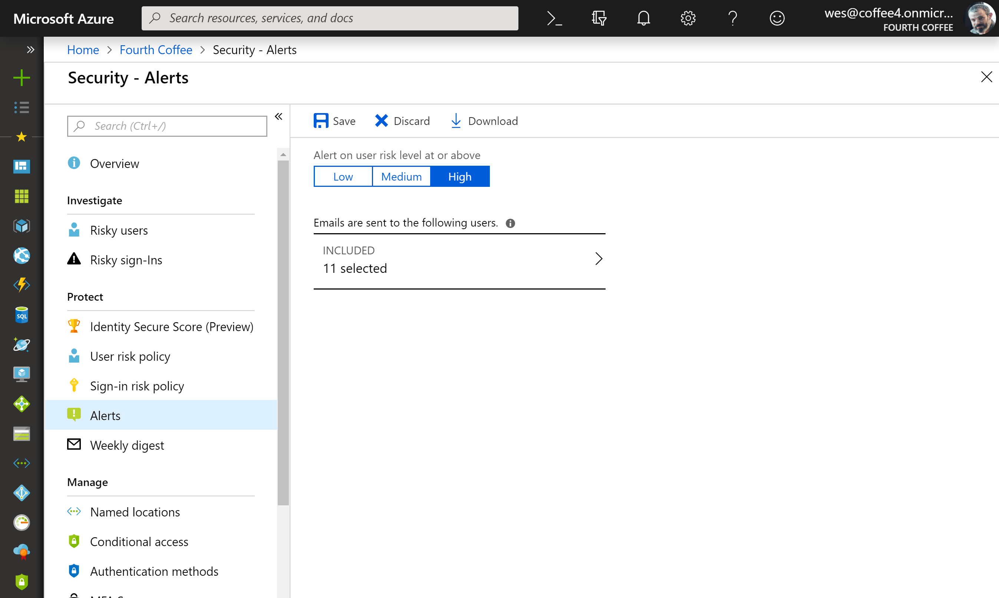 Microsoft Azure
Search resources, services, and docs
wes@coffee4.onmicr...
FOURTH COFFEE
Home > Fourth Coffee > Security - Alerts
Security - Alerts
Search (Ctrl+/)
Overview
Investigate
Risky users
Risky sign-Ins
Protect
Identity Secure Score (Preview)
User risk policy
Sign-in risk policy
Alerts
Weekly digest
Manage
Named locations
Conditional access
Authentication methods
SQL
Save
Discard
Download
Alert on user risk level at or above
Low
Medium
High
Emails are sent to the following users.
INCLUDED
11 selected